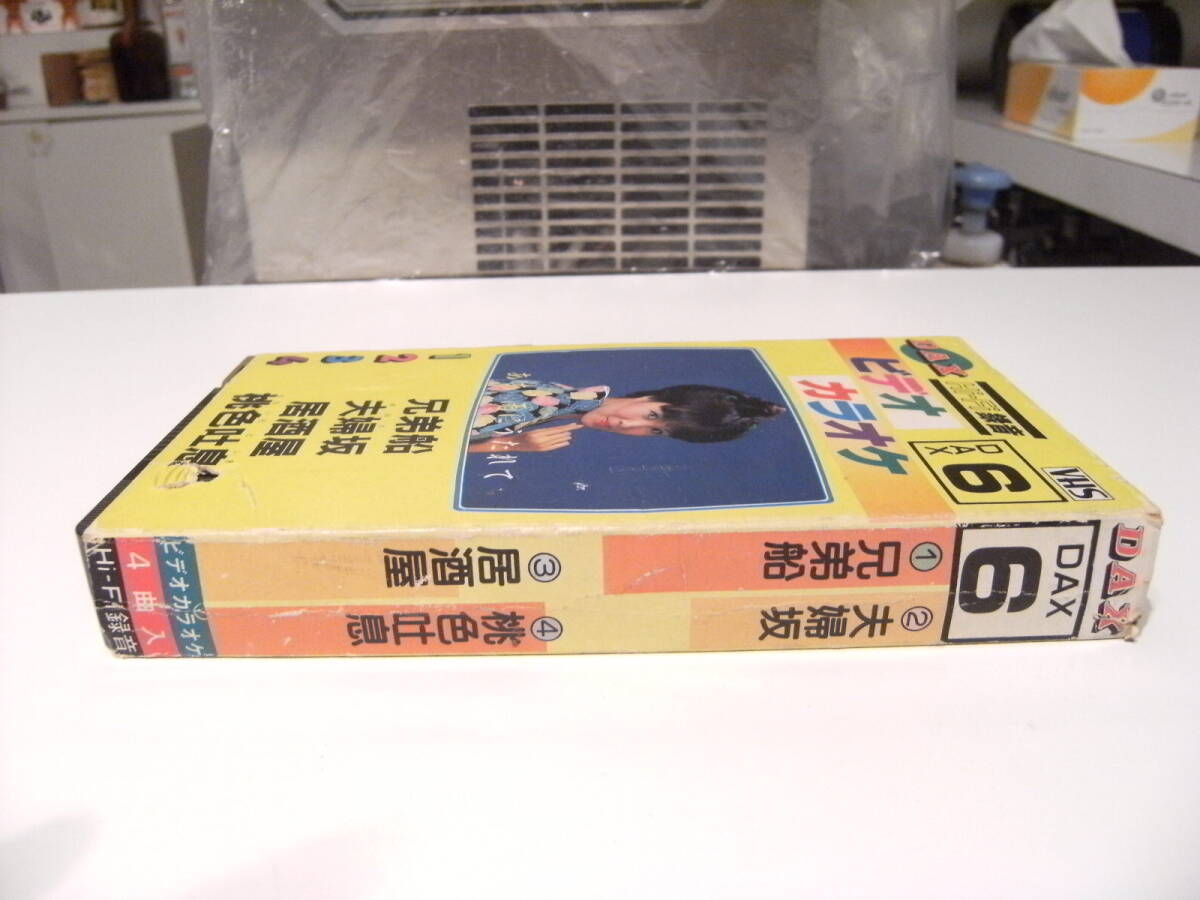 DAX
ビデオ
カラオケ
録音
DAX
6
VHS
1 兄弟船
2 夫婦坂
3 居酒屋
4 桃色吐息
DAX
DAX
6
①兄弟船
②夫婦坂
③居酒屋
④桃色吐息
ビデオカラオケ
4曲入
Hi-Fi録音